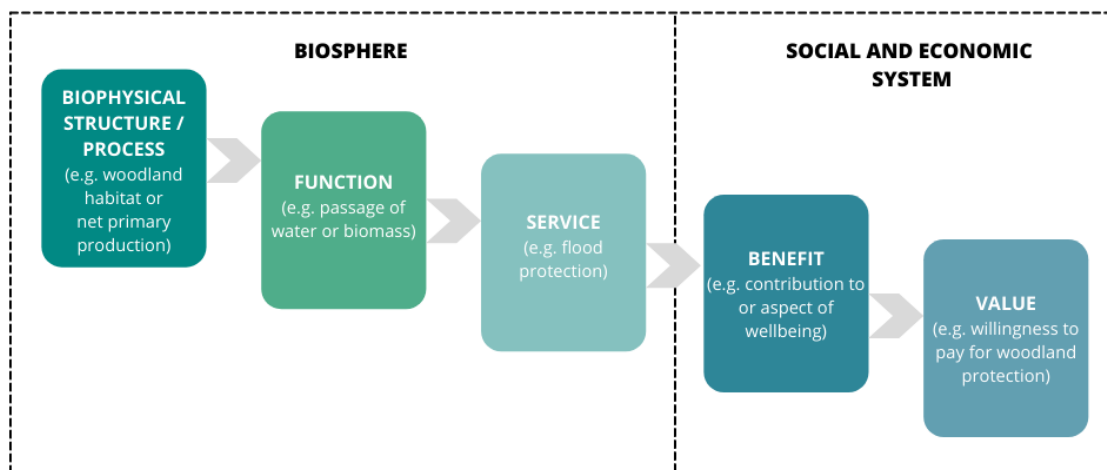 BIOSPHERE
SOCIAL AND ECONOMIC
SYSTEM
BIOPHYSICAL
STRUCTURE /
PROCESS
(e.g. woodland
habitat or
net primary
production)
FUNCTION
(e.g. passage of
water or biomass)
SERVICE
(e.g. flood
protection)
BENEFIT
(e.g. contribution to
or aspect of
wellbeing)
VALUE
(e.g. willingness to
pay for woodland
protection)